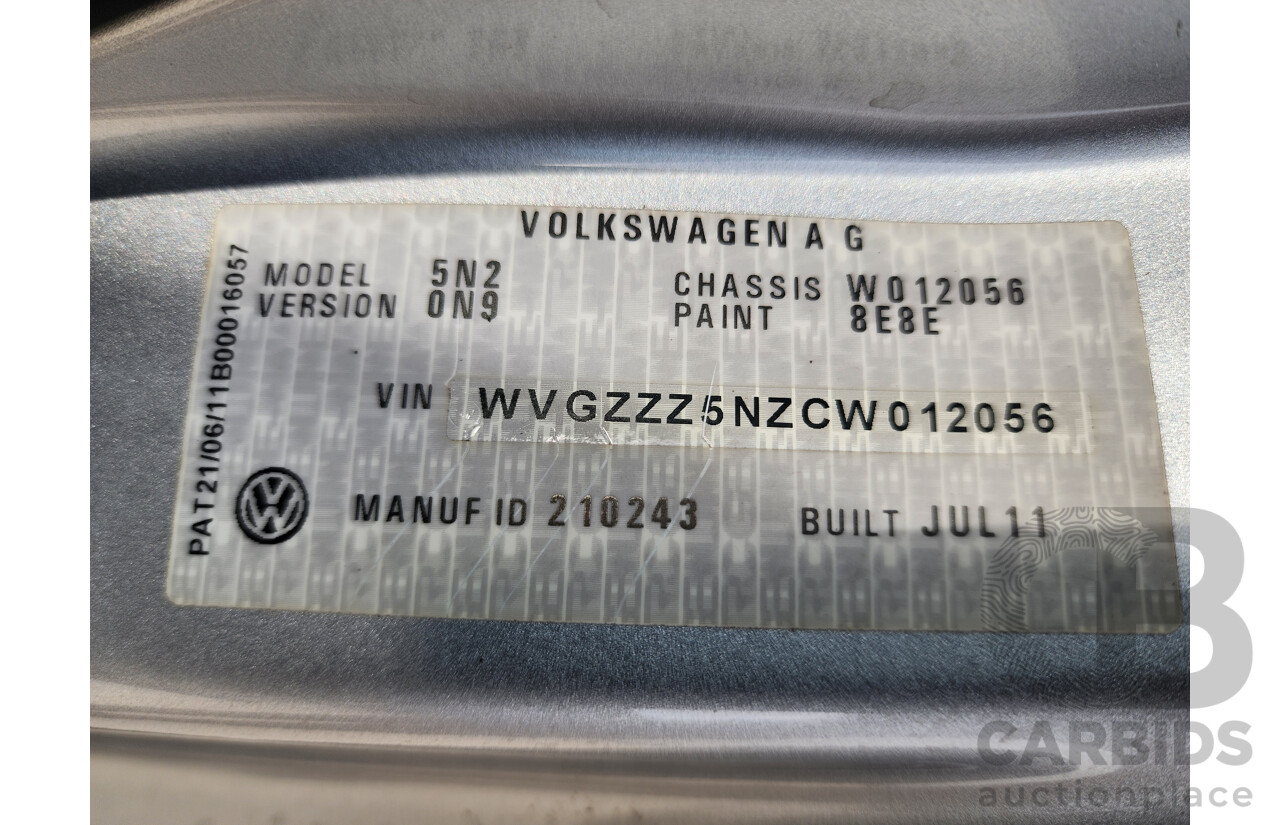 VOLKSWAGEN A G
MODEL 5N2
VERSION 0N9
CHASSIS W012056
PAINT 8E8E
VIN WVGZZZ5NZCW012056
MANUF ID 210243
BUILT JUL11
PAT21/06/11B00016057
CARBIDS
auctionplace